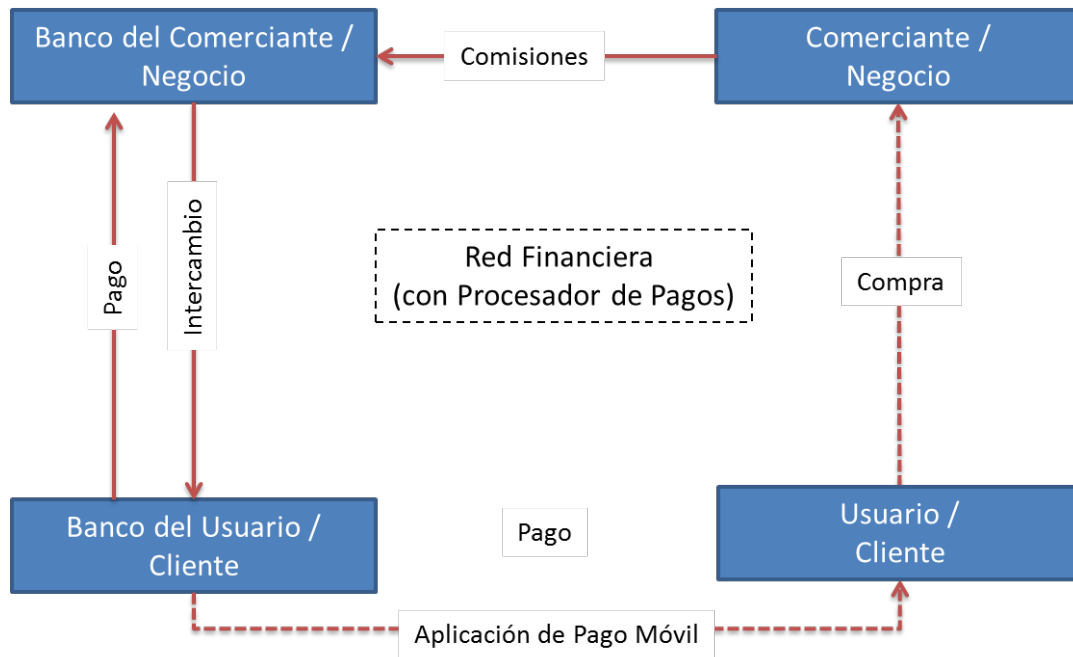 Banco del Comerciante /
Negocio
Comisiones
Comerciante /
Negocio
Pago
Intercambio
Red Financiera
(con Procesador de Pagos)
Compra
Banco del Usuario /
Cliente
Pago
Usuario /
Cliente
Aplicación de Pago Móvil